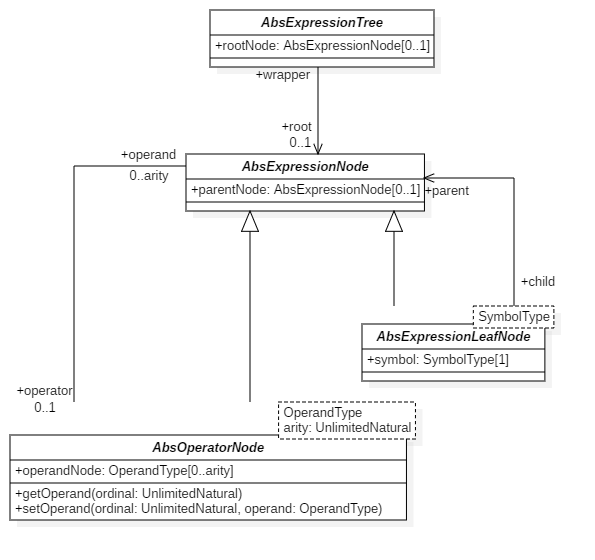 AbsExpressionTree
+rootNode: AbsExpressionNode[0..1]
+wrapper
+root
0..1
+operand
0..arity
AbsExpressionNode
+parentNode: AbsExpressionNode[0..1]
+parent
+child
SymbolType
AbsExpressionLeafNode
+symbol: SymbolType[1]
+operator
0..1
OperandType
arity: UnlimitedNatural
AbsOperatorNode
+operandNode: OperandType[0..arity]
+getOperand(ordinal: UnlimitedNatural)
+setOperand(ordinal: UnlimitedNatural, operand: OperandType)